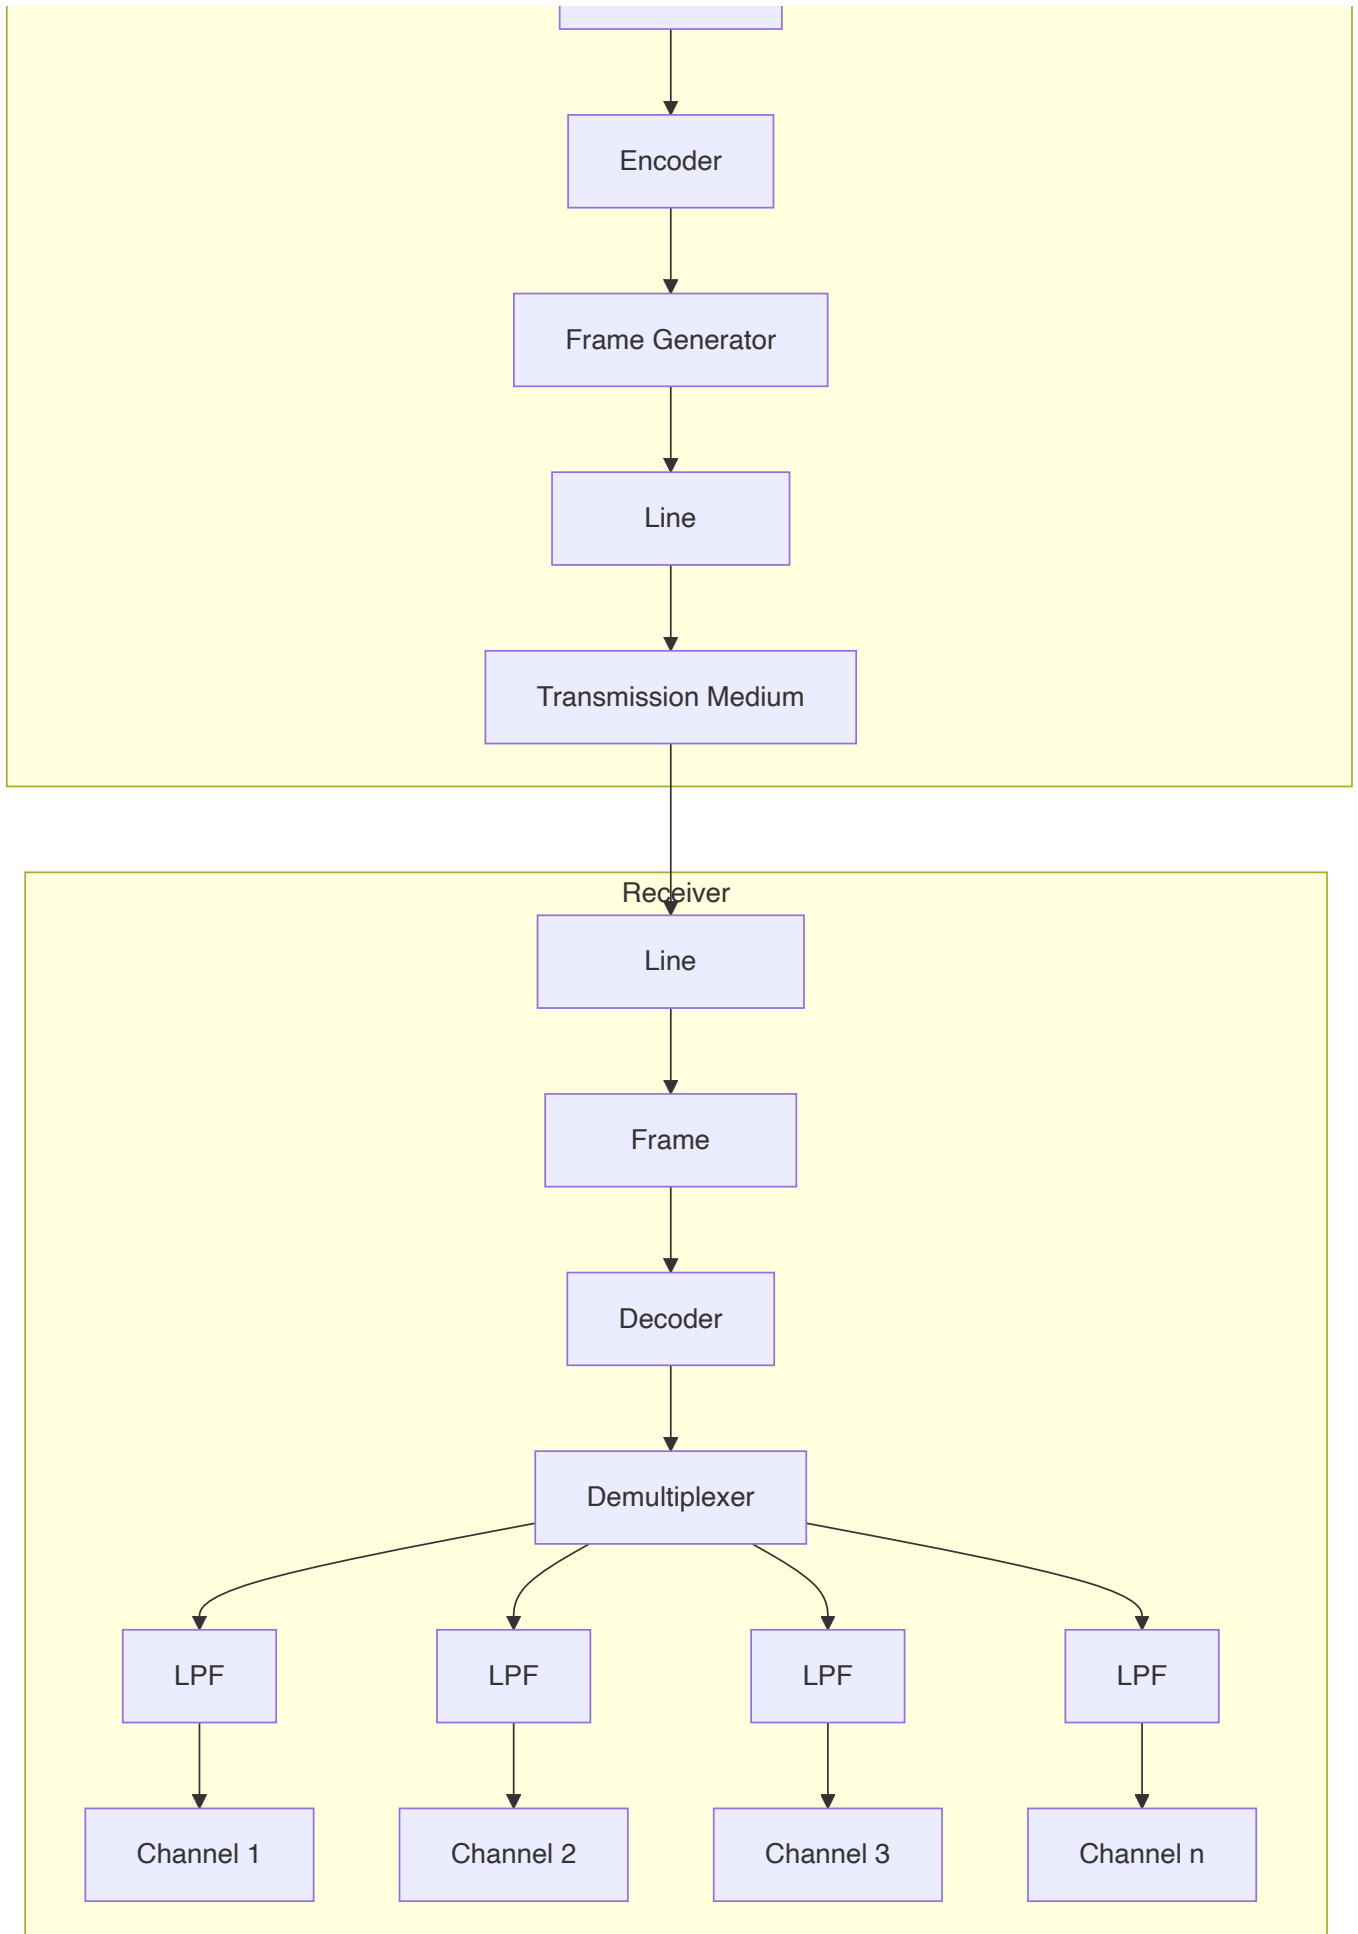 Encoder
Frame Generator
Line
Transmission Medium
Receiver
Line
Frame
Decoder
Demultiplexer
LPF
LPF
LPF
LPF
Channel 1
Channel 2
Channel 3
Channel n